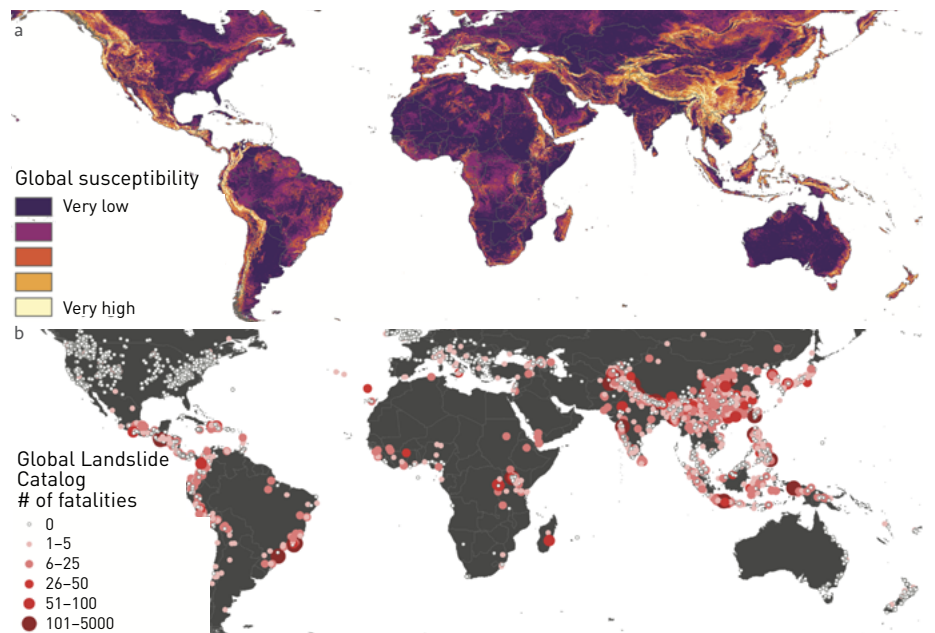 a
Global susceptibility
Very low
Very high
b
Global Landslide
Catalog
# of fatalities
0
1–5
6–25
26–50
51–100
101–5000